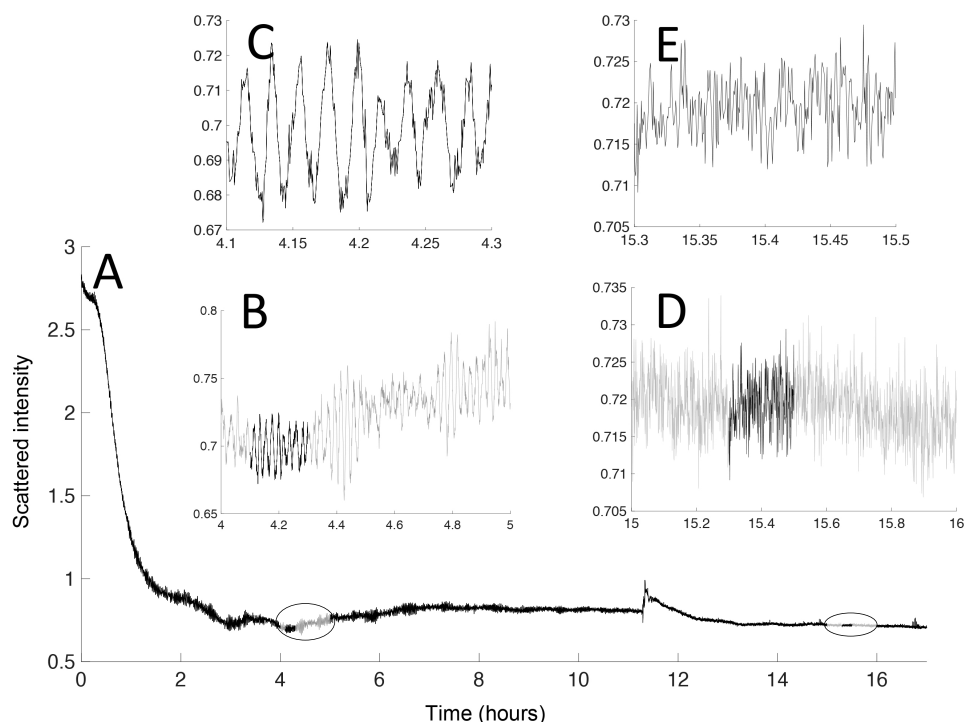 C
0.73
0.72
0.71
0.7
0.69
0.68
0.67
4.1 4.15 4.2 4.25 4.3
E
0.73
0.725
0.72
0.715
0.71
0.705
15.3 15.35 15.4 15.45 15.5
A
3
2.5
2
1.5
1
0.5
0 2 4 6 8 10 12 14 16
Scattered intensity
Time (hours)
B
0.8
0.75
0.7
0.65
4 4.2 4.4 4.6 4.8 5
D
0.735
0.73
0.725
0.72
0.715
0.71
0.705
15 15.2 15.4 15.6 15.8 16